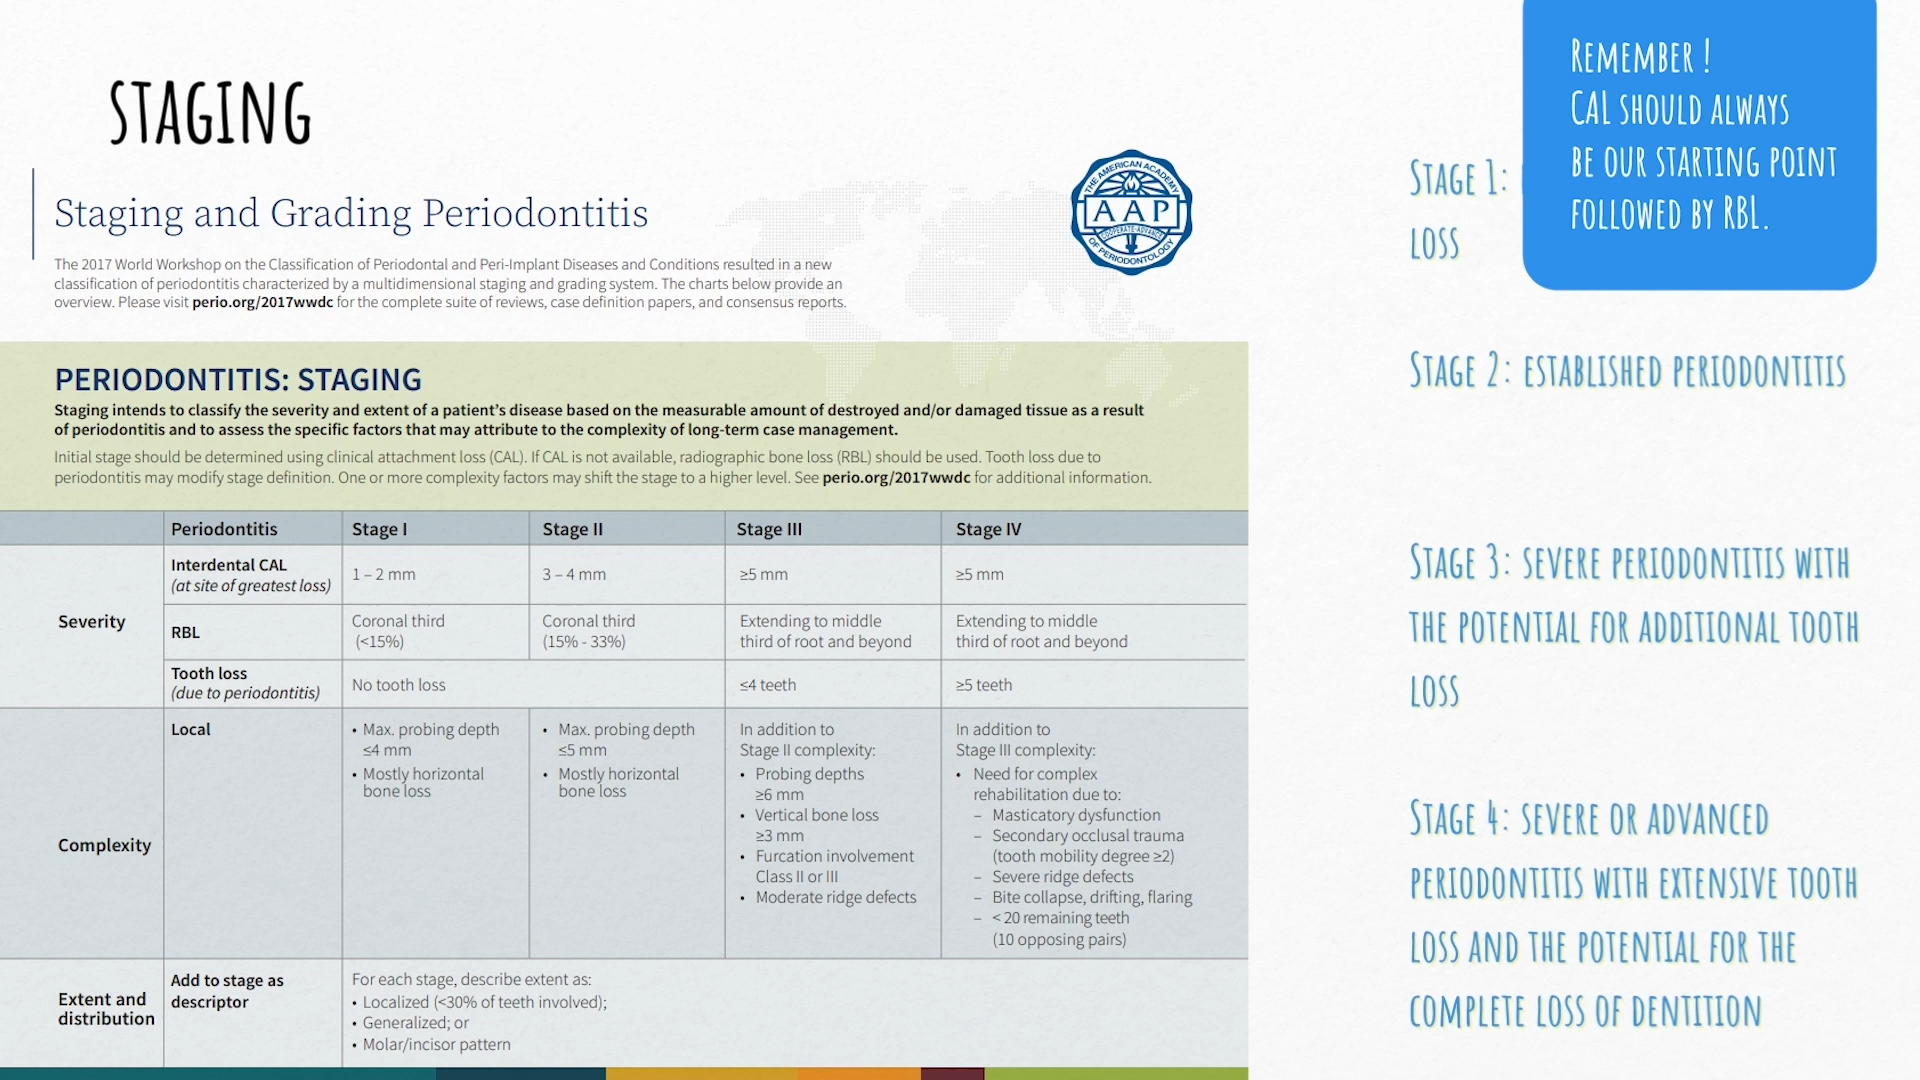 STAGING
Staging and Grading Periodontitis
The 2017 World Workshop on the Classification of Periodontal and Peri-Implant Diseases and Conditions resulted in a new
classification of periodontitis characterized by a multidimensional staging and grading system. The charts below provide an
overview. Please visit perio.org/2017wwdc for the complete suite of reviews, case definition papers, and consensus reports.
THE AMERICAN ACADEMY
AAP
COOPERATE-ADVANCE
OF PERIODONTOLOGY
PERIODONTITIS: STAGING
Staging intends to classify the severity and extent of a patient’s disease based on the measurable amount of destroyed and/or damaged tissue as a result
of periodontitis and to assess the specific factors that may attribute to the complexity of long-term case management.
Initial stage should be determined using clinical attachment loss (CAL). If CAL is not available, radiographic bone loss (RBL) should be used. Tooth loss due to
periodontitis may modify stage definition. One or more complexity factors may shift the stage to a higher level. See perio.org/2017wwdc for additional information.
Periodontitis Stage I Stage II Stage III Stage IV
Severity
Interdental CAL
(at site of greatest loss)
1 – 2 mm 3 – 4 mm ≥5 mm ≥5 mm
RBL
Coronal third
(<15%)
Coronal third
(15% - 33%)
Extending to middle
third of root and beyond
Extending to middle
third of root and beyond
Tooth loss
(due to periodontitis)
No tooth loss ≤4 teeth ≥5 teeth
Complexity
Local
• Max. probing depth
≤4 mm
• Mostly horizontal
bone loss
• Max. probing depth
≤5 mm
• Mostly horizontal
bone loss
In addition to
Stage II complexity:
• Probing depths
≥6 mm
• Vertical bone loss
≥3 mm
• Furcation involvement
Class II or III
• Moderate ridge defects
In addition to
Stage III complexity:
• Need for complex
rehabilitation due to:
– Masticatory dysfunction
– Secondary occlusal trauma
(tooth mobility degree ≥2)
– Severe ridge defects
– Bite collapse, drifting, flaring
– < 20 remaining teeth
(10 opposing pairs)
Extent and
distribution
Add to stage as
descriptor
For each stage, describe extent as:
• Localized (<30% of teeth involved);
• Generalized; or
• Molar/incisor pattern
Remember !
CAL should always
be our starting point
followed by RBL.
Stage 1:
loss
Stage 2: established periodontitis
Stage 3: severe periodontitis with
the potential for additional tooth
loss
Stage 4: severe or advanced
periodontitis with extensive tooth
loss and the potential for the
complete loss of dentition